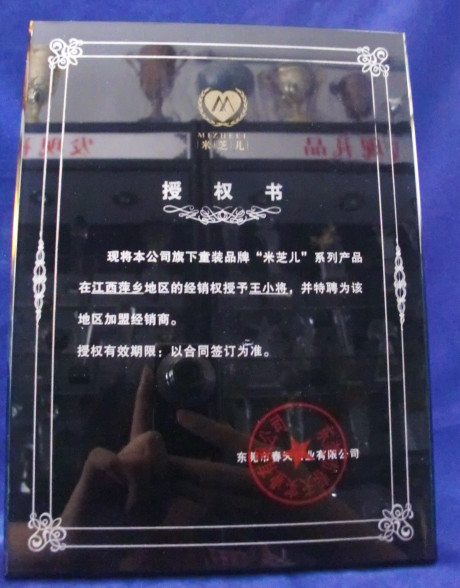 MIZHEEE
米芝儿
授权书
现将本公司旗下童装品牌“米芝儿”系列产品
在江西萍乡地区的经销权授予王小将，并特聘为该
地区加盟经销商。
授权有效期限：以合同签订为准。
东莞市春 业有限公司